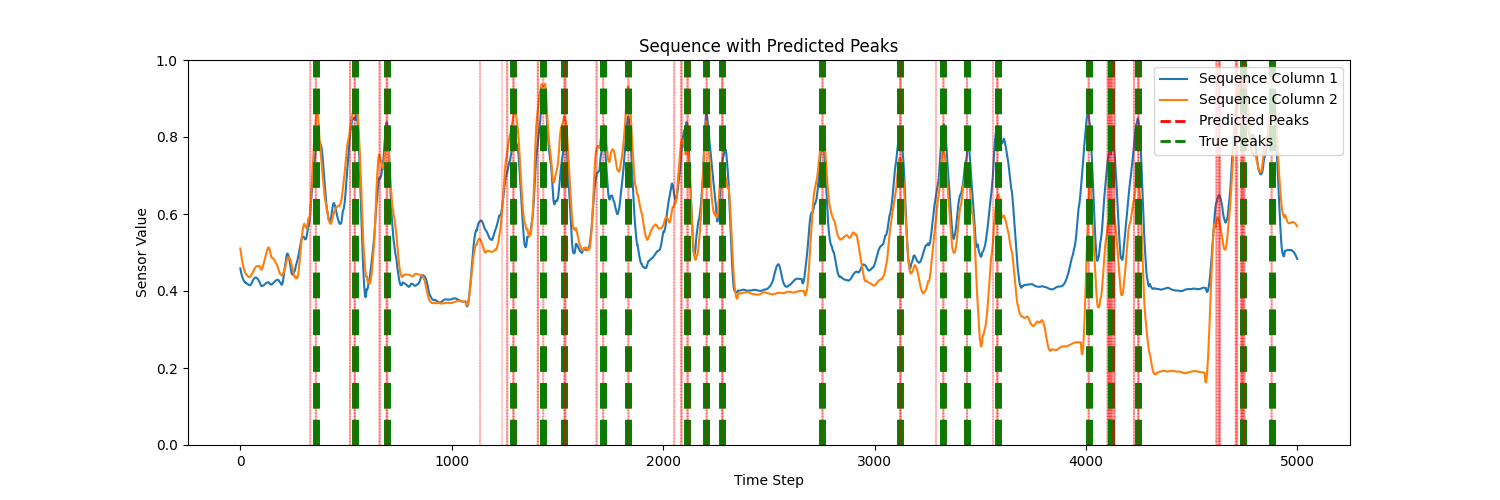 Sequence with Predicted Peaks
Sensor Value
1.0
0.8
0.6
0.4
0.2
0.0
Sequence Column 1
Sequence Column 2
Predicted Peaks
True Peaks
0 1000 2000 3000 4000 5000
Time Step